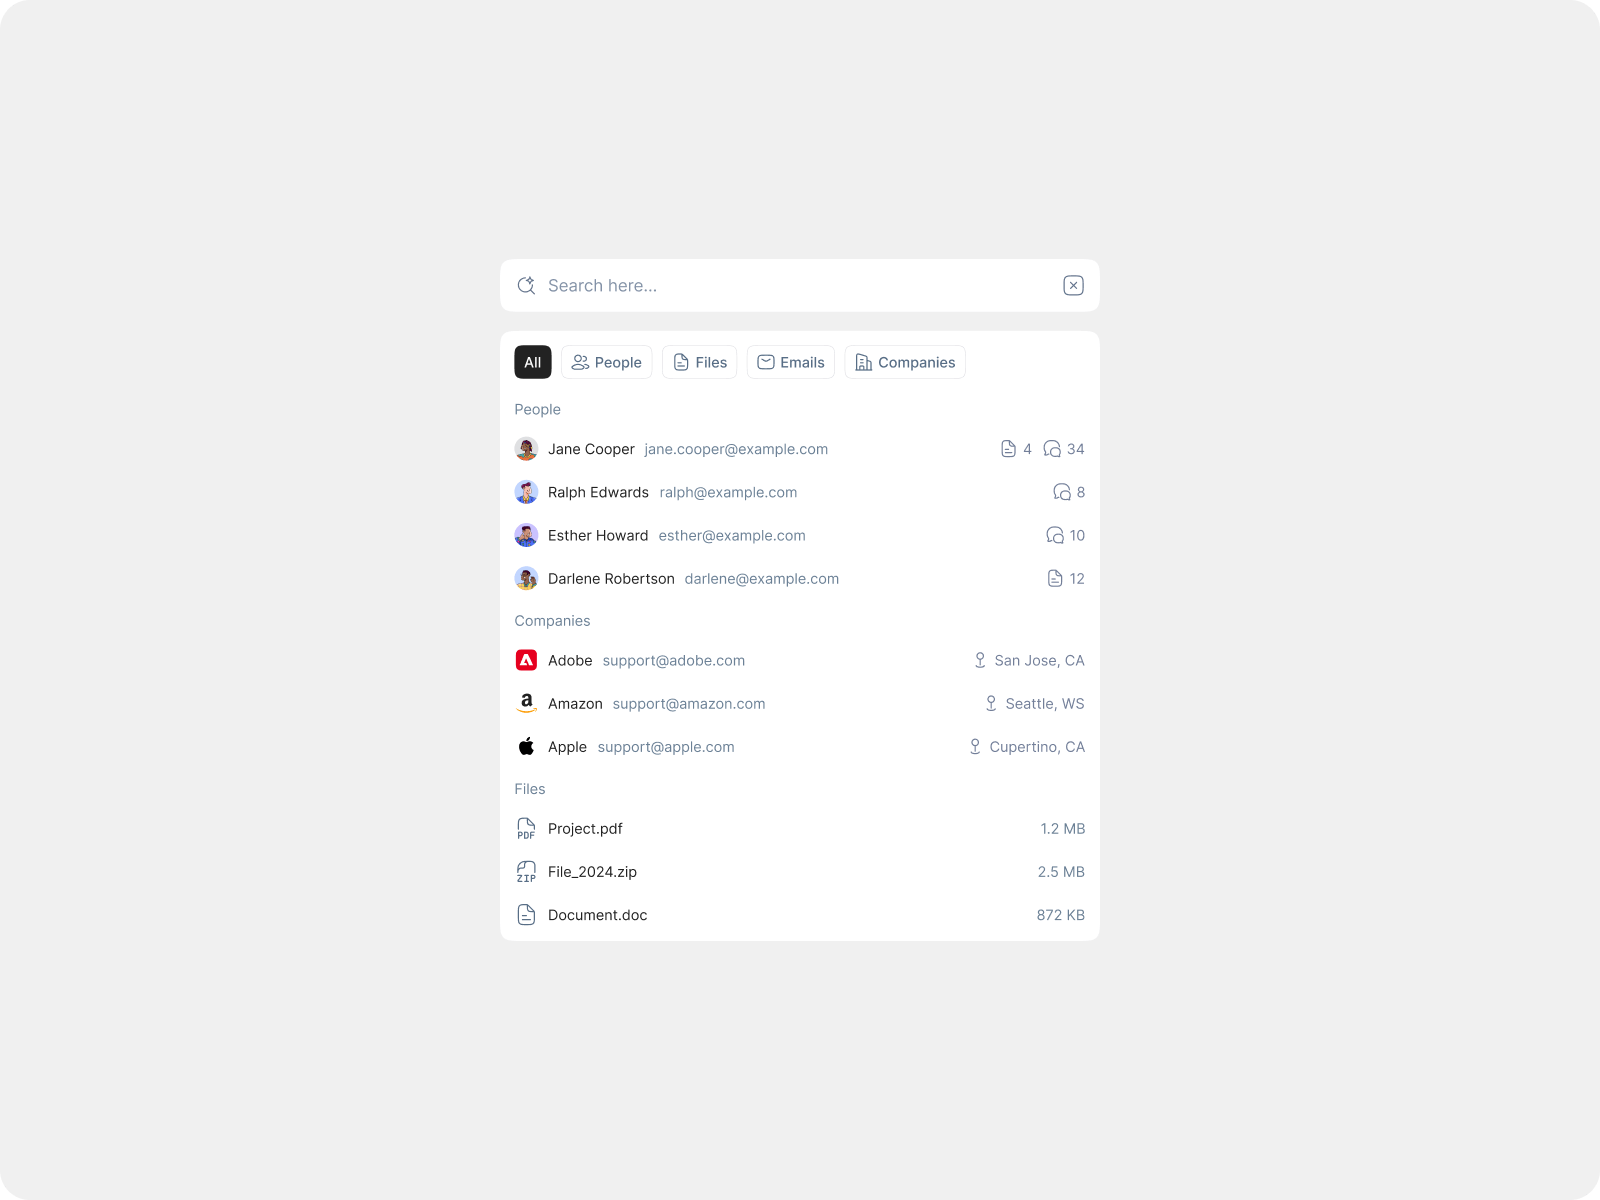 Search here...
All People Files Emails Companies
People
Jane Cooper jane.cooper@example.com 4 34
Ralph Edwards ralph@example.com 8
Esther Howard esther@example.com 10
Darlene Robertson darlene@example.com 12
Companies
Adobe support@adobe.com San Jose, CA
a Amazon support@amazon.com Seattle, WS
Apple support@apple.com Cupertino, CA
Files
PDF Project.pdf 1.2 MB
ZIP File_2024.zip 2.5 MB
Document.doc 872 KB